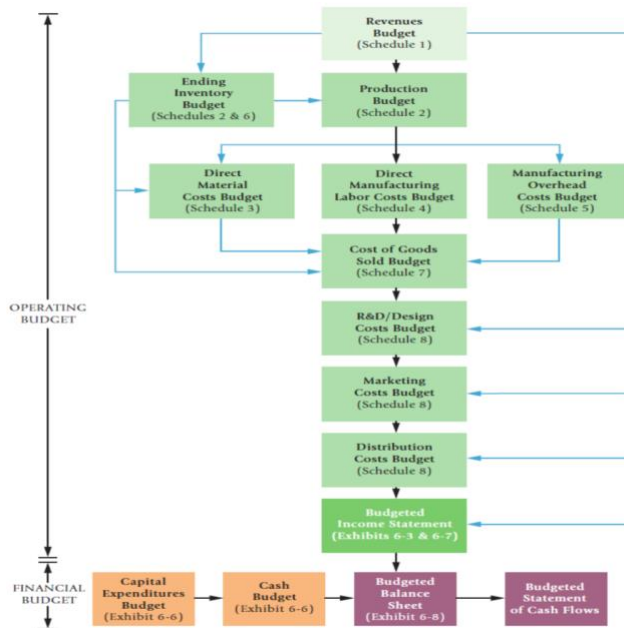 Revenues
Budget
(Schedule 1)
Ending
Inventory
Budget
(Schedules 2 & 6)
Production
Budget
(Schedule 2)
Direct
Material
Costs Budget
(Schedule 3)
Direct
Manufacturing
Labor Costs Budget
(Schedule 4)
Manufacturing
Overhead
Costs Budget
(Schedule 5)
Cost of Goods
Sold Budget
(Schedule 7)
OPERATING
BUDGET
R&D/Design
Costs Budget
(Schedule 8)
Marketing
Costs Budget
(Schedule 8)
Distribution
Costs Budget
(Schedule 8)
Budgeted
Income Statement
(Exhibits 6-3 & 6-7)
FINANCIAL
BUDGET
Capital
Expenditures
Budget
(Exhibit 6-6)
Cash
Budget
(Exhibit 6-6)
Budgeted
Balance
Sheet
(Exhibit 6-8)
Budgeted
Statement
of Cash Flows